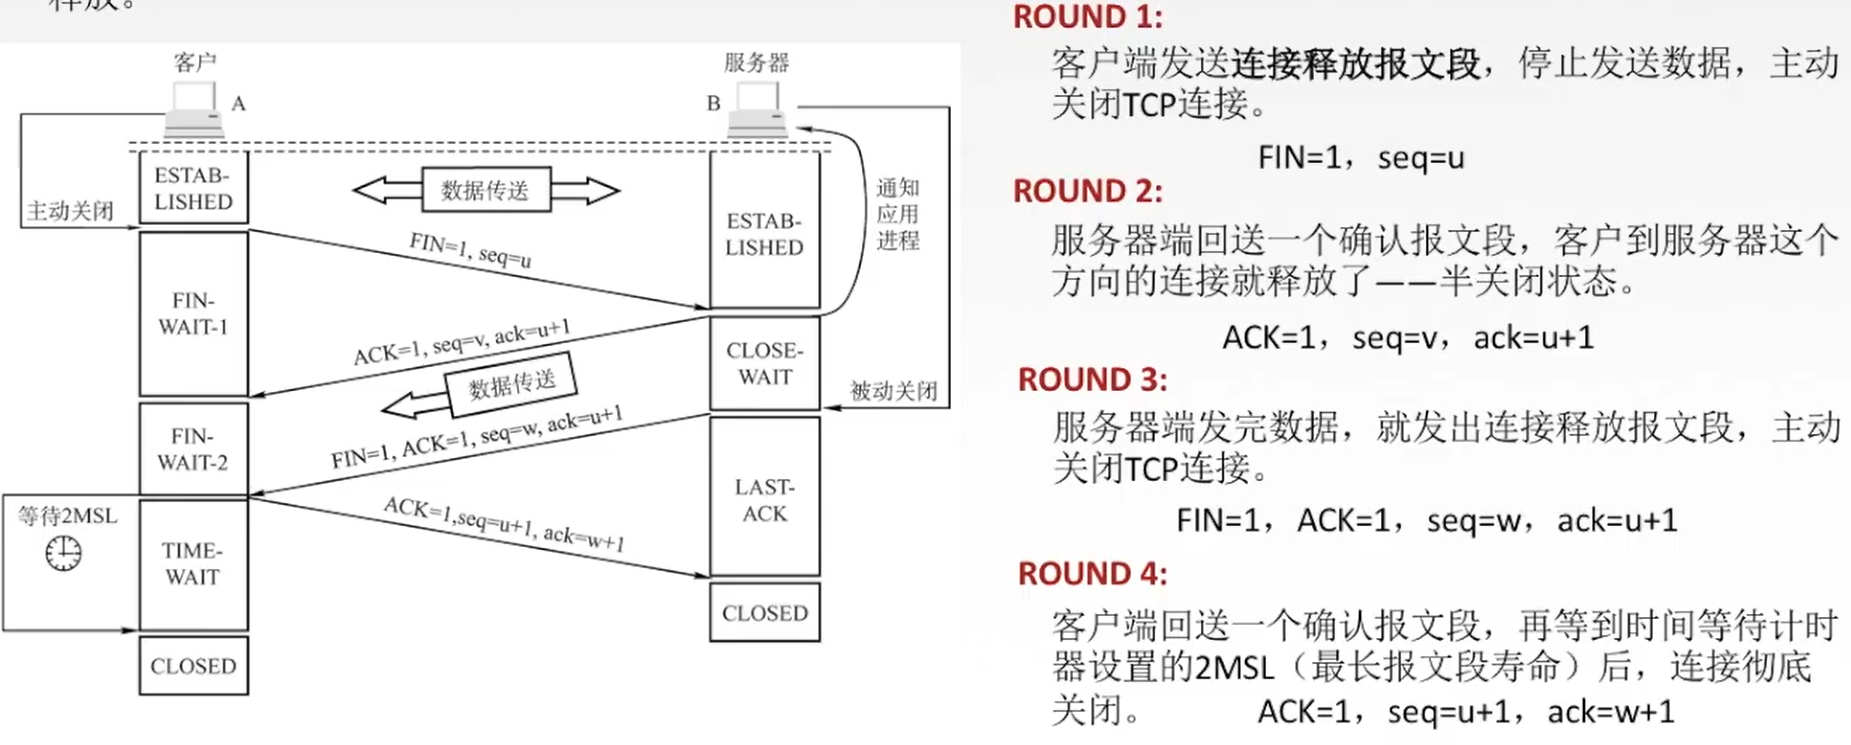 释放。
客户
服务器
A
B
ESTAB-
LISHED
数据传送
主动关闭
ESTAB-
LISHED
通知
应用
进程
FIN=1, seq=u
FIN-
WAIT-1
ACK=1, seq=v, ack=u+1
CLOSE-
WAIT
数据传送
被动关闭
FIN=1, ACK=1, seq=w, ack=u+1
FIN-
WAIT-2
LAST-
ACK
等待2MSL
ACK=1,seq=u+1, ack=w+1
TIME-
WAIT
CLOSED
CLOSED
ROUND 1:
客户端发送连接释放报文段，停止发送数据，主动
关闭TCP连接。
FIN=1，seq=u
ROUND 2:
服务器端回送一个确认报文段，客户到服务器这个
方向的连接就释放了——半关闭状态。
ACK=1，seq=v，ack=u+1
ROUND 3:
服务器端发完数据，就发出连接释放报文段，主动
关闭TCP连接。
FIN=1，ACK=1，seq=w，ack=u+1
ROUND 4:
客户端回送一个确认报文段，再等到时间等待计时
器设置的2MSL（最长报文段寿命）后，连接彻底
关闭。 ACK=1，seq=u+1，ack=w+1